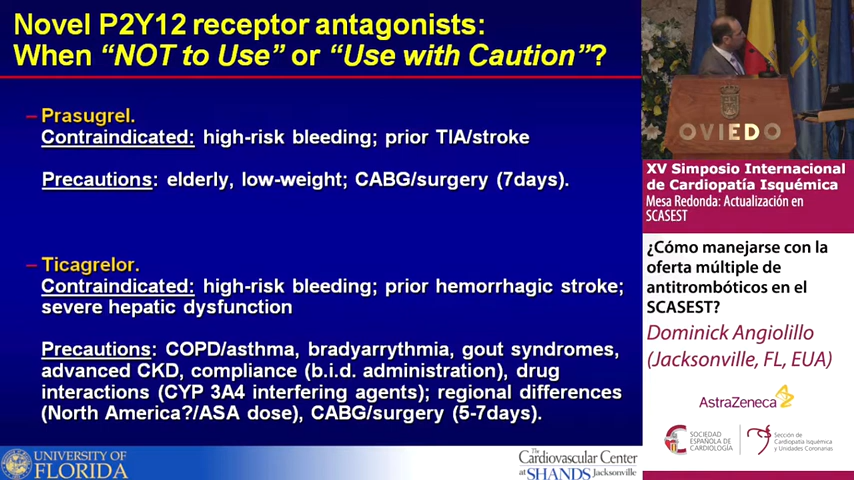 Novel P2Y12 receptor antagonists:
When “NOT to Use” or “Use with Caution”?
– Prasugrel.
Contraindicated: high-risk bleeding; prior TIA/stroke
Precautions: elderly, low-weight; CABG/surgery (7days).
– Ticagrelor.
Contraindicated: high-risk bleeding; prior hemorrhagic stroke;
severe hepatic dysfunction
Precautions: COPD/asthma, bradyarrythmia, gout syndromes,
advanced CKD, compliance (b.i.d. administration), drug
interactions (CYP 3A4 interfering agents); regional differences
(North America?/ASA dose), CABG/surgery (5-7days).
UNIVERSITY OF
FLORIDA
The
Cardiovascular Center
at SHANDS Jacksonville
OVIEDO
XV Simposio Internacional
de Cardiopatía Isquémica
Mesa Redonda: Actualización en
SCASEST
¿Cómo manejarse con la
oferta múltiple de
antitrombóticos en el
SCASEST?
Dominick Angiolillo
(Jacksonville, FL, EUA)
AstraZeneca
SOCIEDAD
ESPAÑOLA DE
CARDIOLOGÍA
Sección de
Cardiopatía Isquémica
y Unidades Coronarias